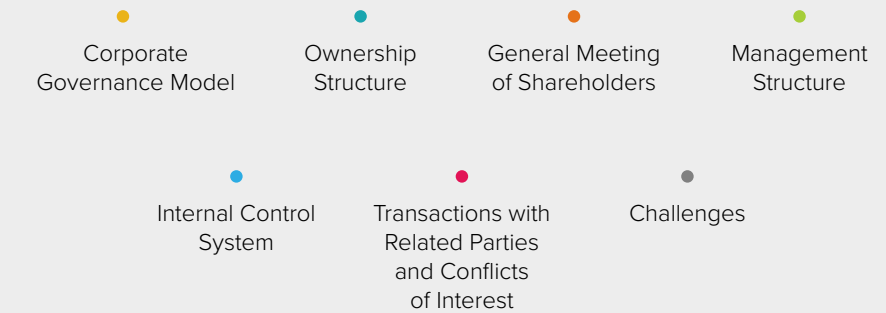 Corporate
Governance Model
Ownership
Structure
General Meeting
of Shareholders
Management
Structure
Internal Control
System
Transactions with
Related Parties
and Conflicts
of Interest
Challenges